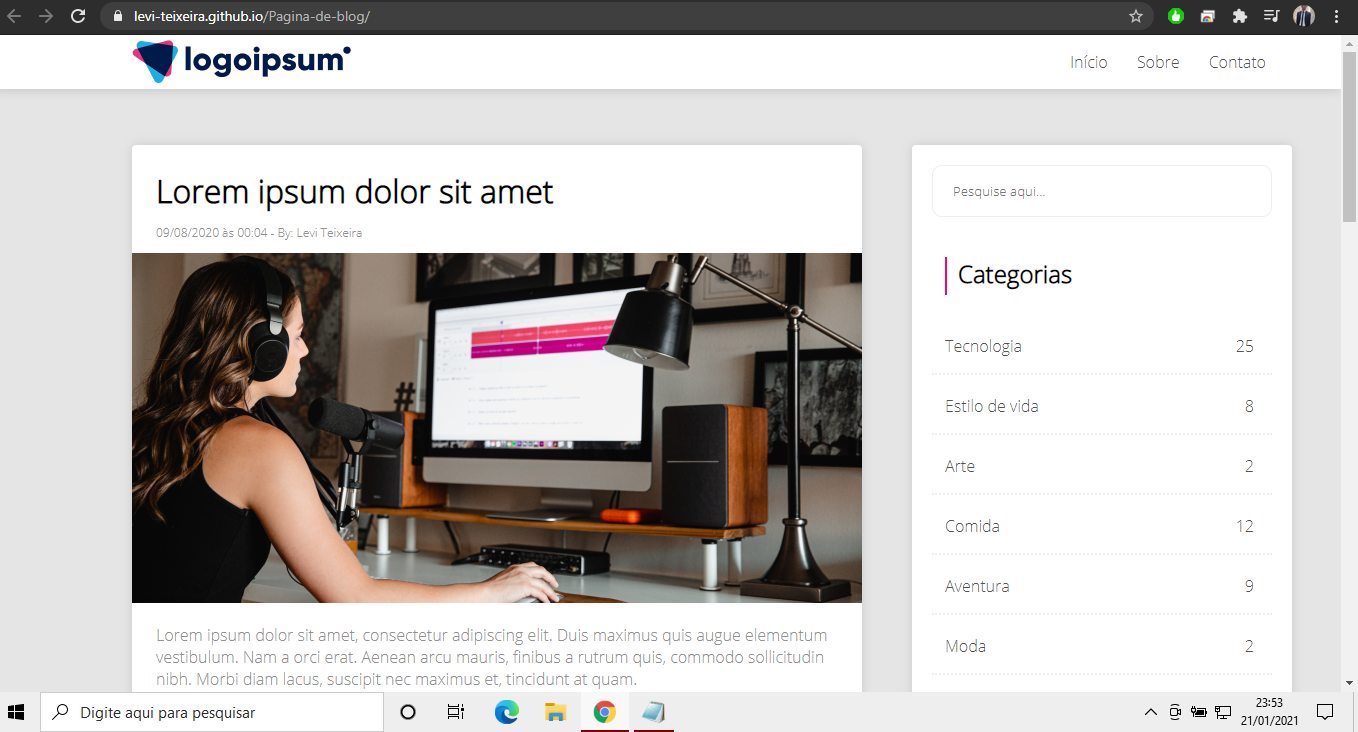 levi-teixeira.github.io/Pagina-de-blog/
logoipsum
Início Sobre Contato
Lorem ipsum dolor sit amet
09/08/2020 às 00:04 - By: Levi Teixeira
#
Lorem ipsum dolor sit amet, consectetur adipiscing elit. Duis maximus quis augue elementum
vestibulum. Nam a orci erat. Aenean arcu mauris, finibus a rutrum quis, commodo sollicitudin
nibh. Morbi diam lacus, suscipit nec maximus et, tincidunt at quam.
Pesquise aqui...
Categorias
Tecnologia 25
Estilo de vida 8
Arte 2
Comida 12
Aventura 9
Moda 2
Digite aqui para pesquisar
23:53
21/01/2021